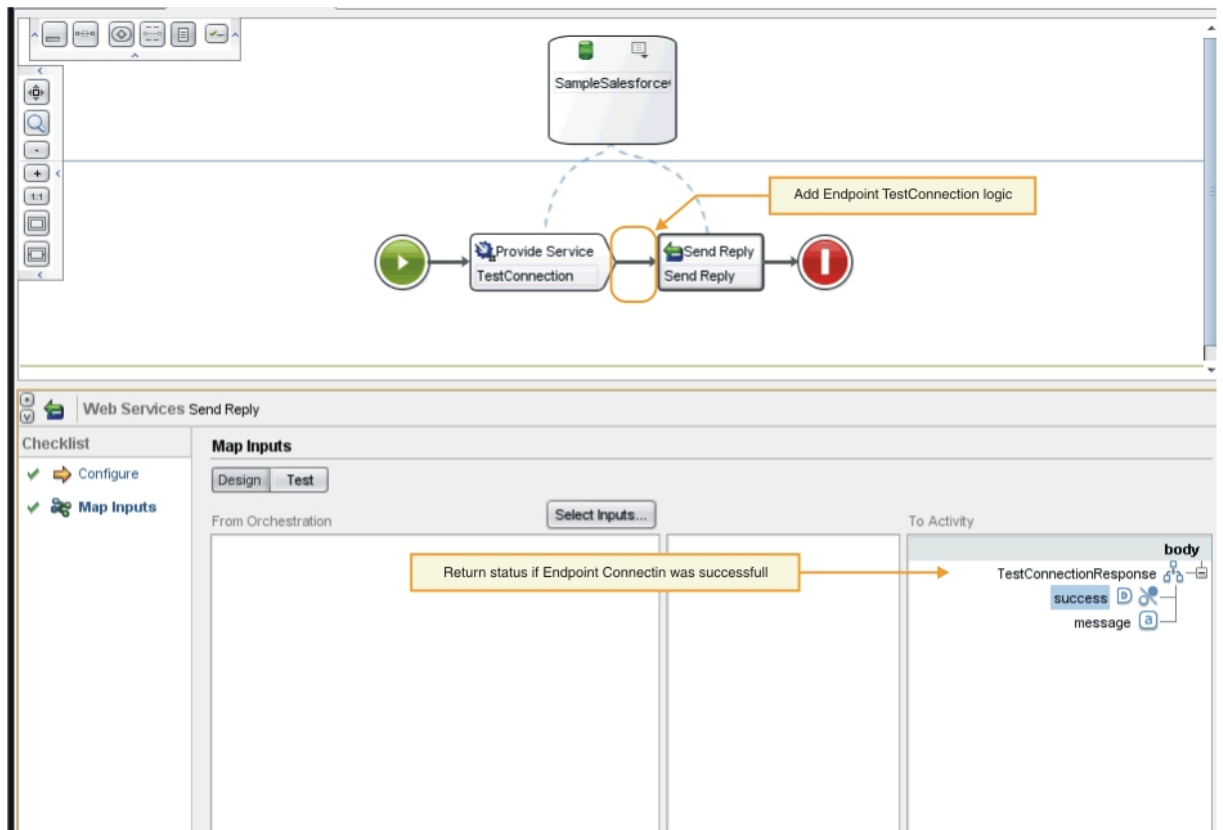 SampleSalesforce
Add Endpoint TestConnection logic
Provide Service
TestConnection
Send Reply
Send Reply
1:1
Web Services Send Reply
Checklist
Configure
Map Inputs
Map Inputs
Design
Test
From Orchestration
Select Inputs...
To Activity
body
Return status if Endpoint Connectin was successfull
TestConnectionResponse
success
message